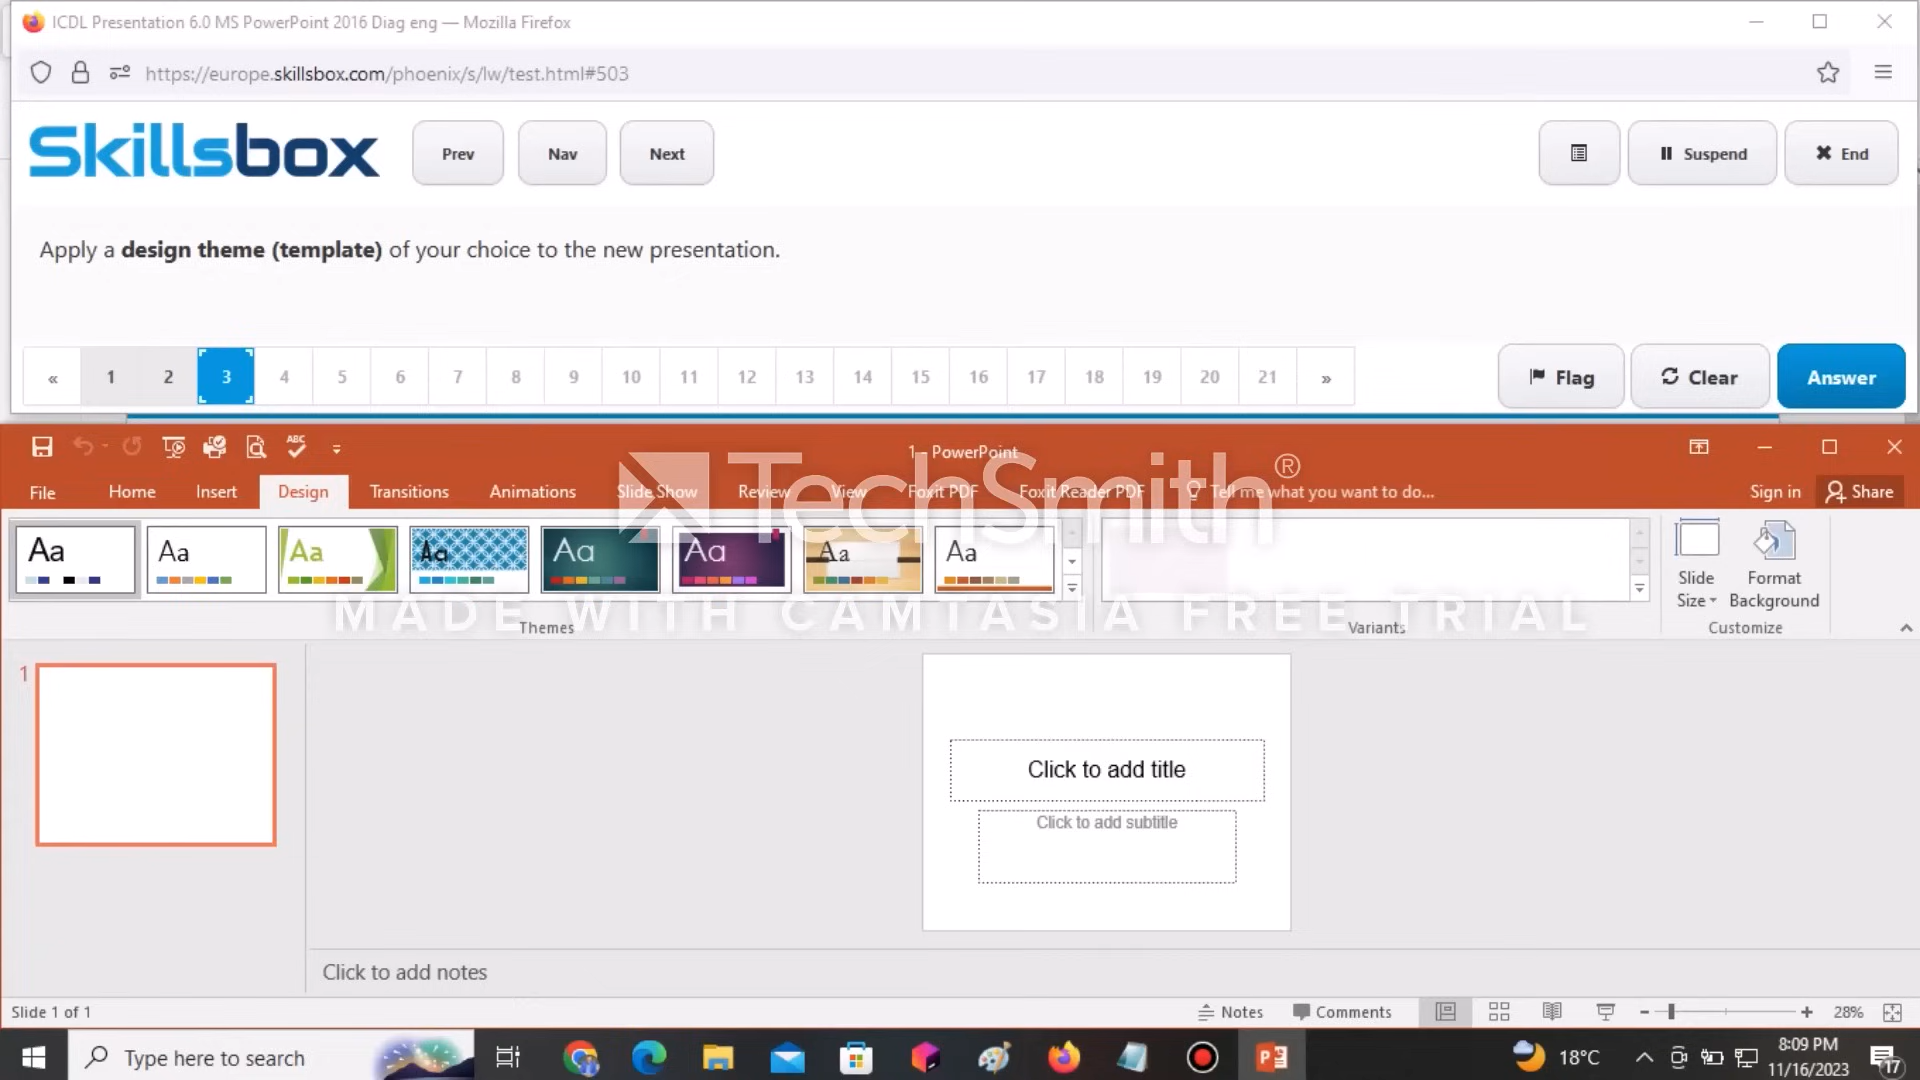 ICDL Presentation 6.0 MS PowerPoint 2016 Diag eng — Mozilla Firefox
https://europe.skillsbox.com/phoenix/s/lw/test.html#503
Skillsbox
Prev
Nav
Next
Suspend
End
Apply a design theme (template) of your choice to the new presentation.
« 1 2 3 4 5 6 7 8 9 10 11 12 13 14 15 16 17 18 19 20 21 »
Flag
Clear
Answer
ABC
1 - PowerPoint
TechSmith®
File Home Insert Design Transitions Animations Slide Show Review View Foxit PDF Foxit Reader PDF Tell me what you want to do...
Sign in
Share
Aa Aa Aa Aa Aa Aa Aa Aa
Slide Size
Format Background
MADE WITH CAMTASIA FREE TRIAL
Themes
Variants
Customize
1
Click to add title
Click to add subtitle
Click to add notes
Slide 1 of 1
Notes
Comments
28%
Type here to search
18°C
8:09 PM
11/16/2023
17